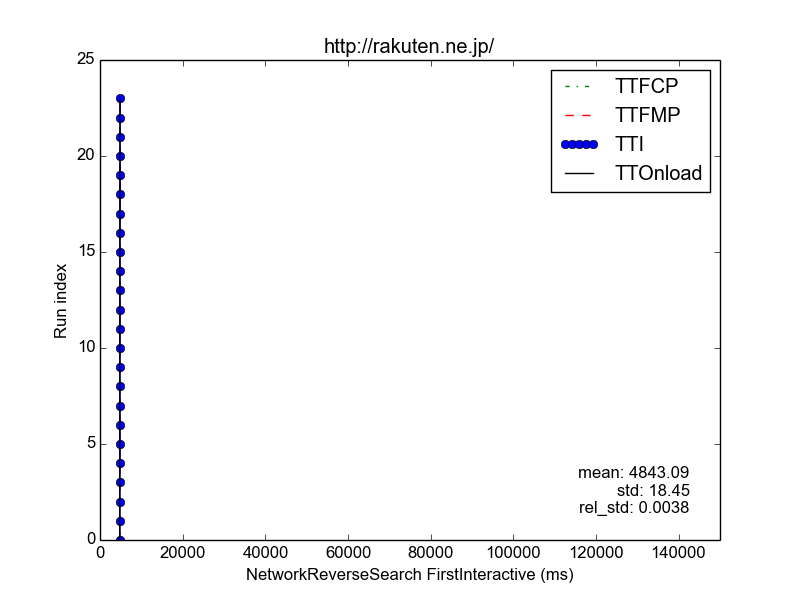 http://rakuten.ne.jp/
TTFCP
TTFMP
TTI
TTOnload
25
20
15
10
5
0
Run index
mean: 4843.09
std: 18.45
rel_std: 0.0038
0 20000 40000 60000 80000 100000 120000 140000
NetworkReverseSearch FirstInteractive (ms)